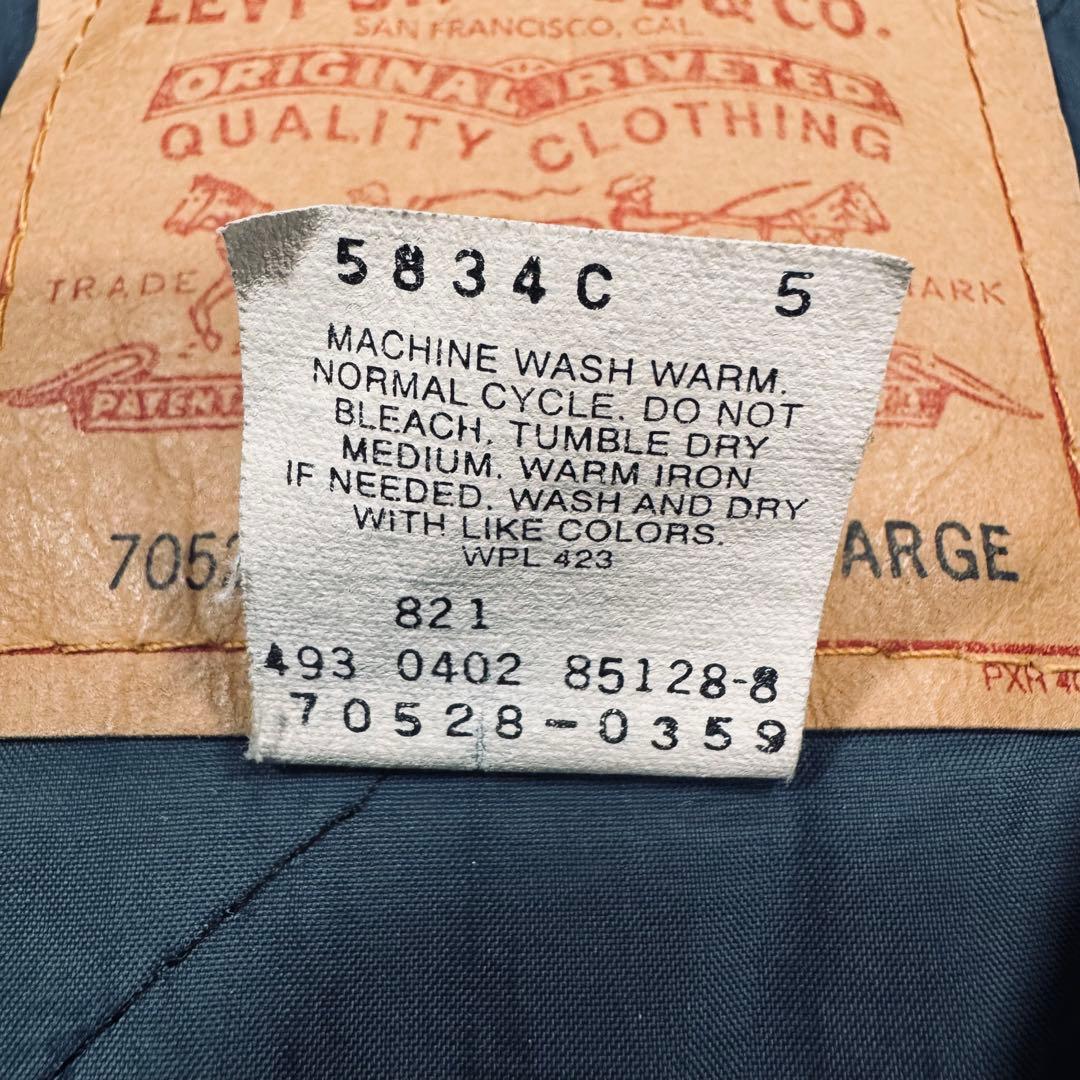 & CO.
SAN FRANCISCO, CAL
ORIGINAL RIVETED
QUALITY CLOTHING
TRADE
5834C 5
MACHINE WASH WARM.
NORMAL CYCLE. DO NOT
BLEACH. TUMBLE DRY
MEDIUM. WARM IRON
IF NEEDED. WASH AND DRY
WITH LIKE COLORS.
WPL 423
821
493 0402 85128-8
70528-0359